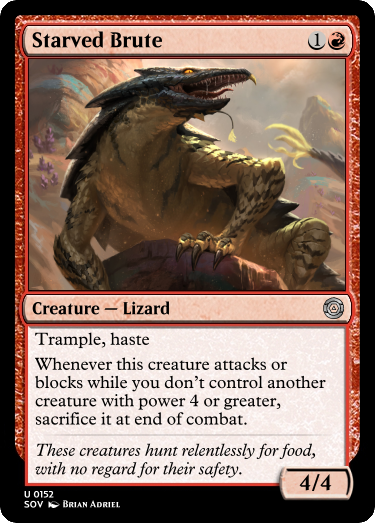 Starved Brute 1
Creature — Lizard
Trample, haste
Whenever this creature attacks or
blocks while you don't control another
creature with power 4 or greater,
sacrifice it at end of combat.
These creatures hunt relentlessly for food,
with no regard for their safety.
4/4
U 0152
SOV Brian Adriel